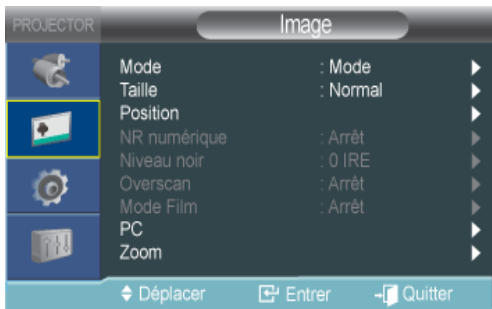 PROJECTOR
Image
Mode : Mode
Taille : Normal
Position
NR numérique : Arrêt
Niveau noir : 0 IRE
Overscan : Arrêt
Mode Film : Arrêt
PC
Zoom
Déplacer Entrer Quitter